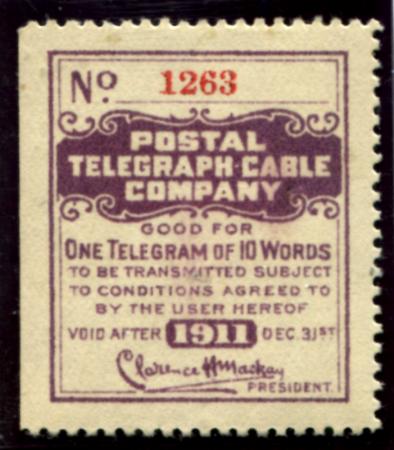 Nº 1263
POSTAL
TELEGRAPH-CABLE
COMPANY
GOOD FOR
ONE TELEGRAM OF 10 WORDS
TO BE TRANSMITTED SUBJECT
TO CONDITIONS AGREED TO
BY THE USER HEREOF
VOID AFTER 1911 DEC. 31ST
Clarence H Mackay
PRESIDENT.